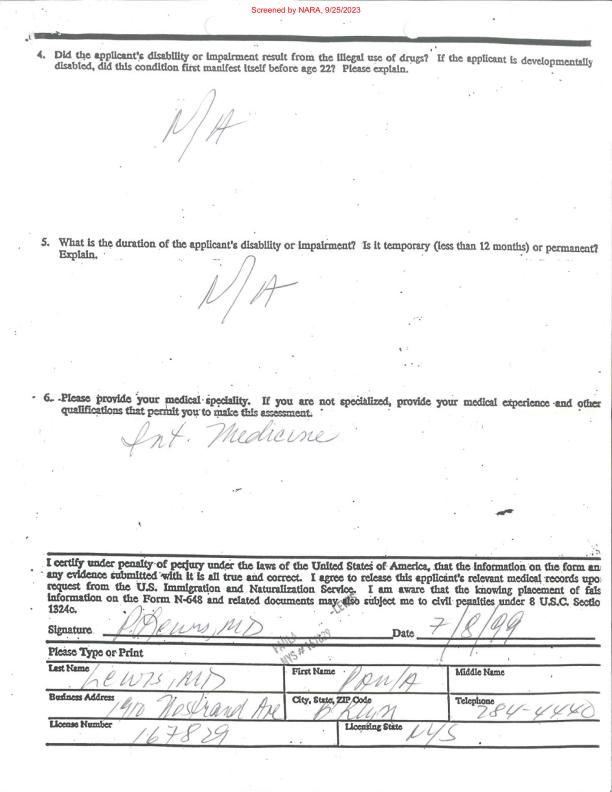 Screened by NARA, 9/25/2023
4. Did the applicant's disability or impairment result from the illegal use of drugs? If the applicant is developmentally
disabled, did this condition first manifest itself before age 22? Please explain.
N/A
5. What is the duration of the applicant's disability or impairment? Is it temporary (less than 12 months) or permanent?
Explain.
N/A
6. Please provide your medical speciality. If you are not specialized, provide your medical experience and other
qualifications that permit you to make this assessment.
Int. Medicine
I certify under penalty of perjury under the laws of the United States of America, that the information on the form an
any evidence submitted with it is all true and correct. I agree to release this applicant's relevant medical records upo
request from the U.S. Immigration and Naturalization Service. I am aware that the knowing placement of fals
information on the Form N-648 and related documents may also subject me to civil penalties under 8 U.S.C. Sectio
1324c.
Signature P. Lewis, MD Date 7/8/99
NYS # 167829
Please Type or Print
Last Name First Name Middle Name
Lewis, MD Paula
Business Address City, State, ZIP Code Telephone
1910 Nostrand Ave B'klyn 284-4440
License Number 167829 Licensing State NYS